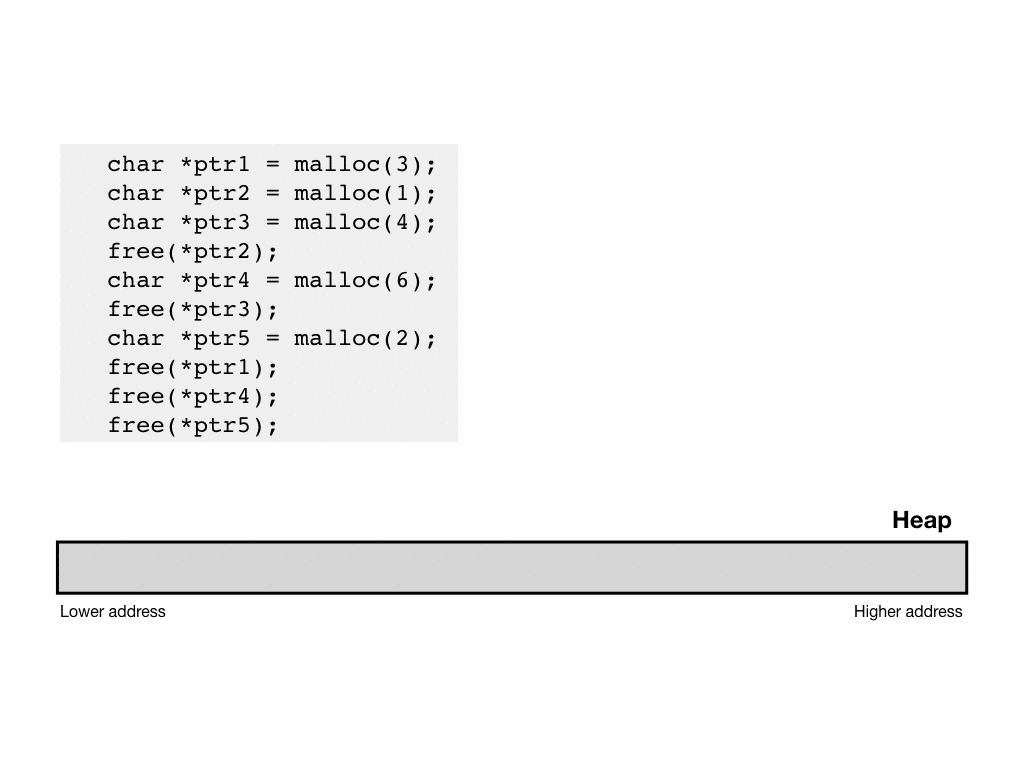 char *ptr1 = malloc(3);
char *ptr2 = malloc(1);
char *ptr3 = malloc(4);
free(*ptr2);
char *ptr4 = malloc(6);
free(*ptr3);
char *ptr5 = malloc(2);
free(*ptr1);
free(*ptr4);
free(*ptr5);
Heap
Lower address
Higher address